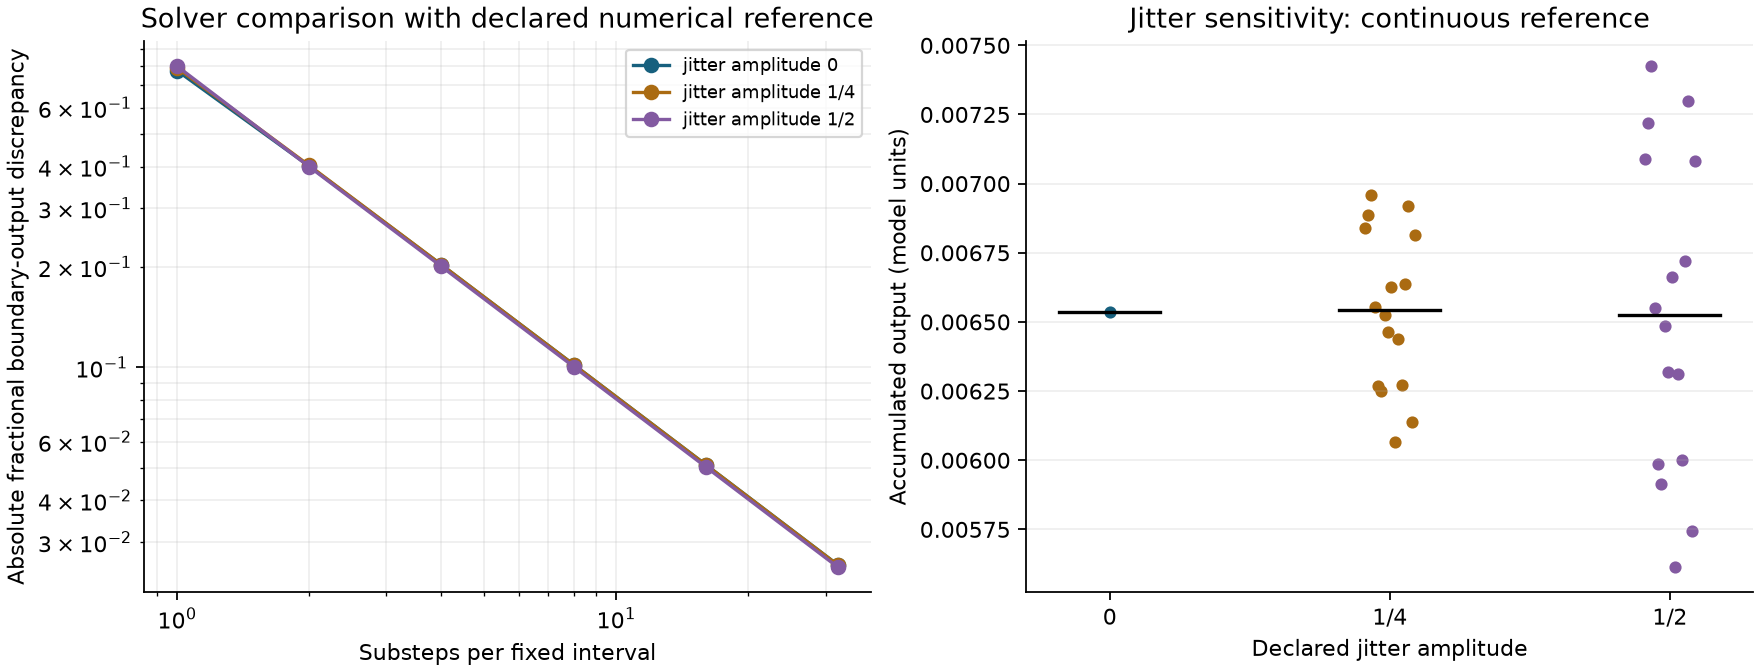 Solver comparison with declared numerical reference
Absolute fractional boundary-output discrepancy
6 × 10⁻¹
4 × 10⁻¹
3 × 10⁻¹
2 × 10⁻¹
10⁻¹
6 × 10⁻²
4 × 10⁻²
3 × 10⁻²
jitter amplitude 0
jitter amplitude 1/4
jitter amplitude 1/2
10⁰
10¹
Substeps per fixed interval
Jitter sensitivity: continuous reference
Accumulated output (model units)
0.00750
0.00725
0.00700
0.00675
0.00650
0.00625
0.00600
0.00575
0
1/4
1/2
Declared jitter amplitude